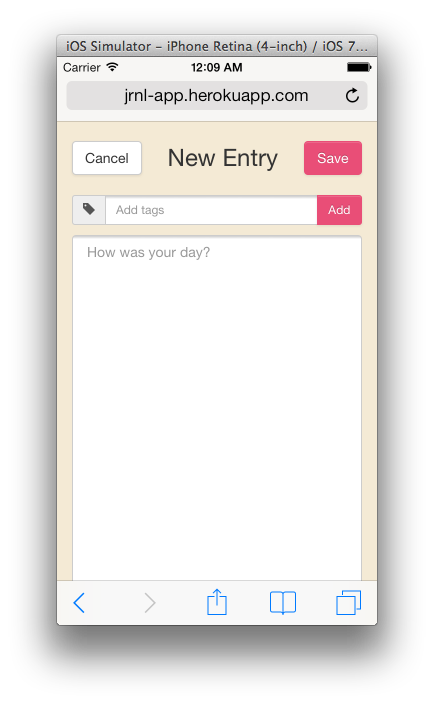 iOS Simulator – iPhone Retina (4-inch) / iOS 7...
Carrier 12:09 AM
jrnl-app.herokuapp.com
Cancel New Entry Save
Add tags Add
How was your day?